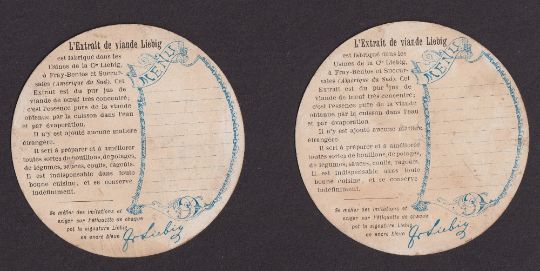 L'Extrait de viande Liebig
est fabriqué dans les
Usines de la Cie Liebig,
à Fray-Bentos et Succur-
sales (Amérique du Sud). Cet
Extrait est du pur jus de
viande de bœuf très concentré;
c'est l'essence pure de la viande
obtenue par la cuisson dans l'eau
et par évaporation.
Il n'y est ajouté aucune matière
étrangère.
Il sert à préparer et à améliorer
toutes sortes de bouillons, de potages,
de légumes, sauces, coulis, ragoûts.
Il est indispensable dans toute
bonne cuisine, et se conserve
indéfiniment.
Se méfier des imitations et
exiger sur l'étiquette de chaque
pot la signature Liebig
en encre bleue
JvLiebig
MENU
L'Extrait de viande Liebig
est fabriqué dans les
Usines de la Cie Liebig,
à Fray-Bentos et Succur-
sales (Amérique du Sud). Cet
Extrait est du pur jus de
viande de bœuf très concentré;
c'est l'essence pure de la viande
obtenue par la cuisson dans l'eau
et par évaporation.
Il n'y est ajouté aucune matière
étrangère.
Il sert à préparer et à améliorer
toutes sortes de bouillons, de potages,
de légumes, sauces, coulis, ragoûts.
Il est indispensable dans toute
bonne cuisine, et se conserve
indéfiniment.
Se méfier des imitations et
exiger sur l'étiquette de chaque
pot la signature Liebig
en encre bleue
JvLiebig
MENU